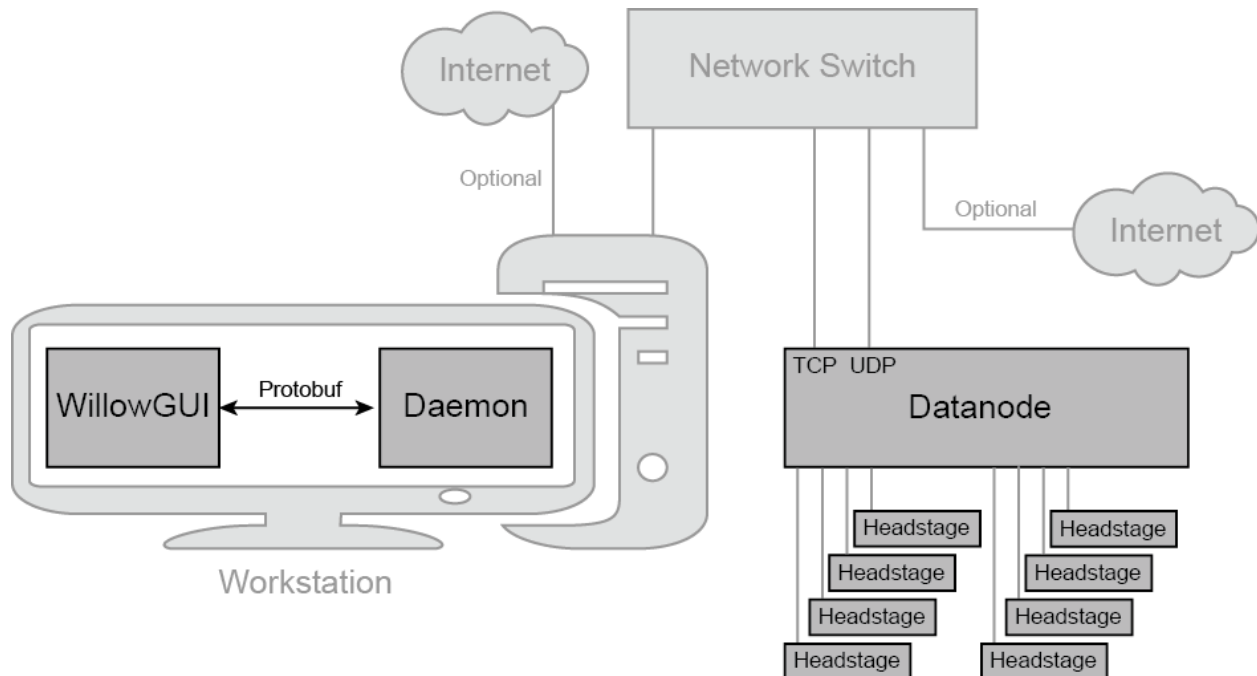 Internet
Network Switch
Optional
Optional
Internet
WillowGUI
Protobuf
Daemon
TCP UDP
Datanode
Headstage
Headstage
Headstage
Headstage
Headstage
Headstage
Headstage
Headstage
Workstation